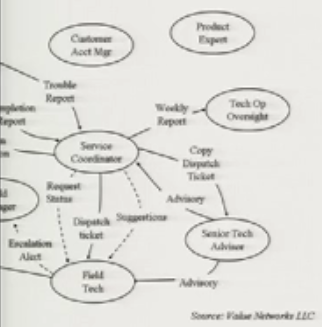 Customer
Acct Mgr
Product
Expert
Trouble
Report
Weekly
Report
Tech Op
Oversight
Report
Service
Coordinator
Copy
Dispatch
Ticket
Request
Status
Advisory
Dispatch
ticket
Suggestions
Senior Tech
Advisor
Escalation
Alert
Field
Tech
Advisory
Source: Value Networks LLC